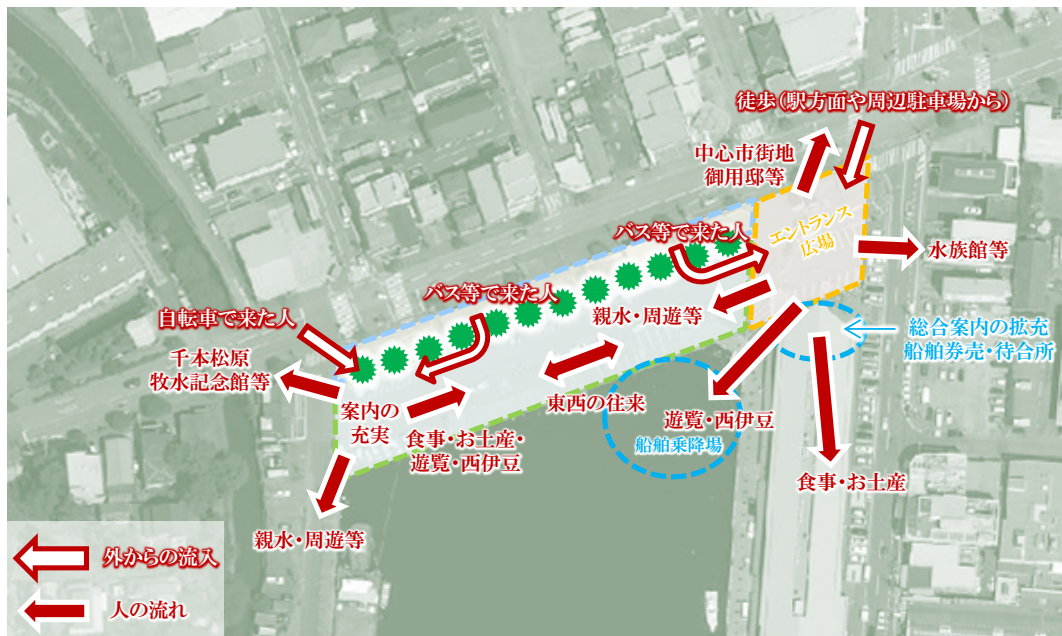 徒歩(駅方面や周辺駐車場から)
中心市街地
御用邸等
エントランス
広場
バス等で来た人
水族館等
バス等で来た人
自転車で来た人
親水・周遊等
総合案内の拡充
船舶券売・待合所
千本松原
牧水記念館等
案内の
充実
東西の往来
遊覧・西伊豆
船舶乗降場
食事・お土産・
遊覧・西伊豆
食事・お土産
親水・周遊等
外からの流入
人の流れ